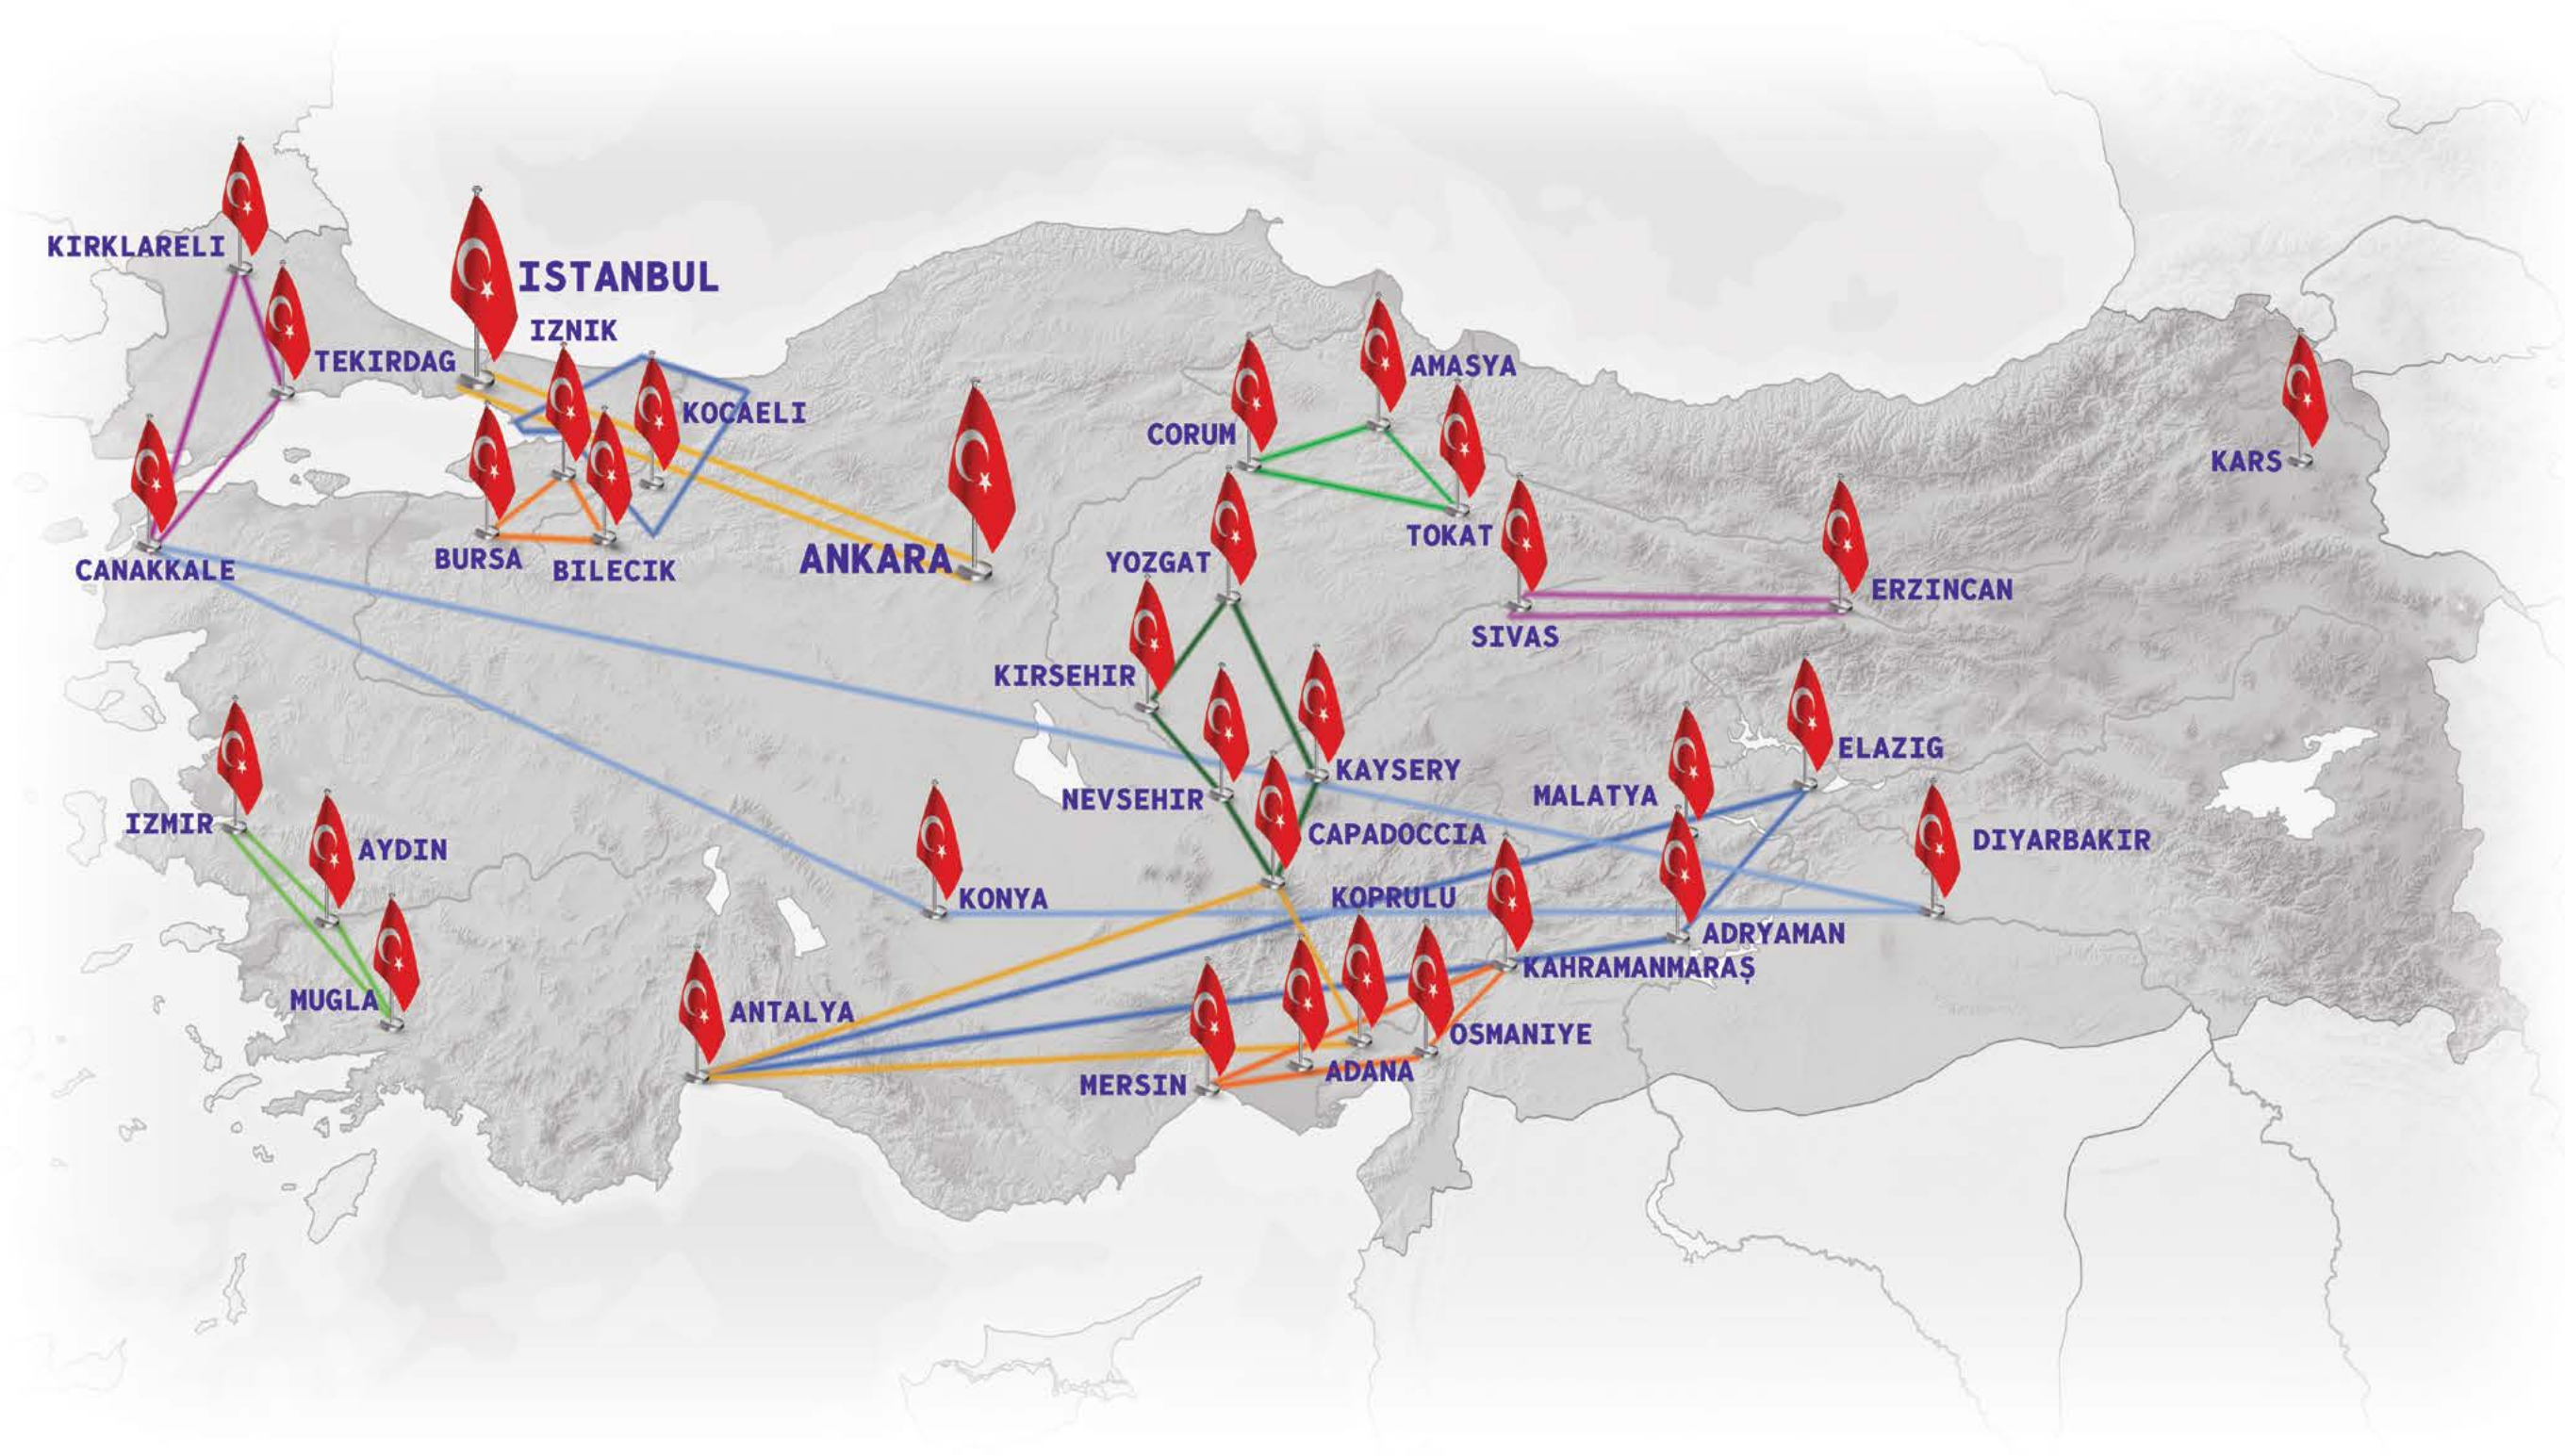 KIRKLARELI
ISTANBUL
IZNIK
TEKIRDAG
AMASYA
KOCAELI
CORUM
KARS
TOKAT
BURSA
ANKARA
YOZGAT
CANAKKALE
BILECIK
ERZINCAN
SIVAS
KIRSEHIR
ELAZIG
KAYSERY
NEVSEHIR
MALATYA
IZMIR
CAPADOCCIA
DIYARBAKIR
AYDIN
KONYA
KOPRULU
ADRYAMAN
KAHRAMANMARAŞ
MUGLA
ANTALYA
OSMANIYE
ADANA
MERSIN